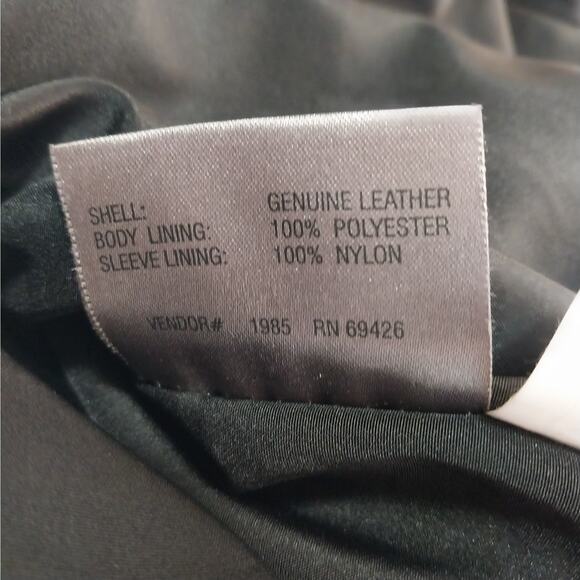 SHELL: GENUINE LEATHER
BODY LINING: 100% POLYESTER
SLEEVE LINING: 100% NYLON
VENDOR# 1985 RN 69426